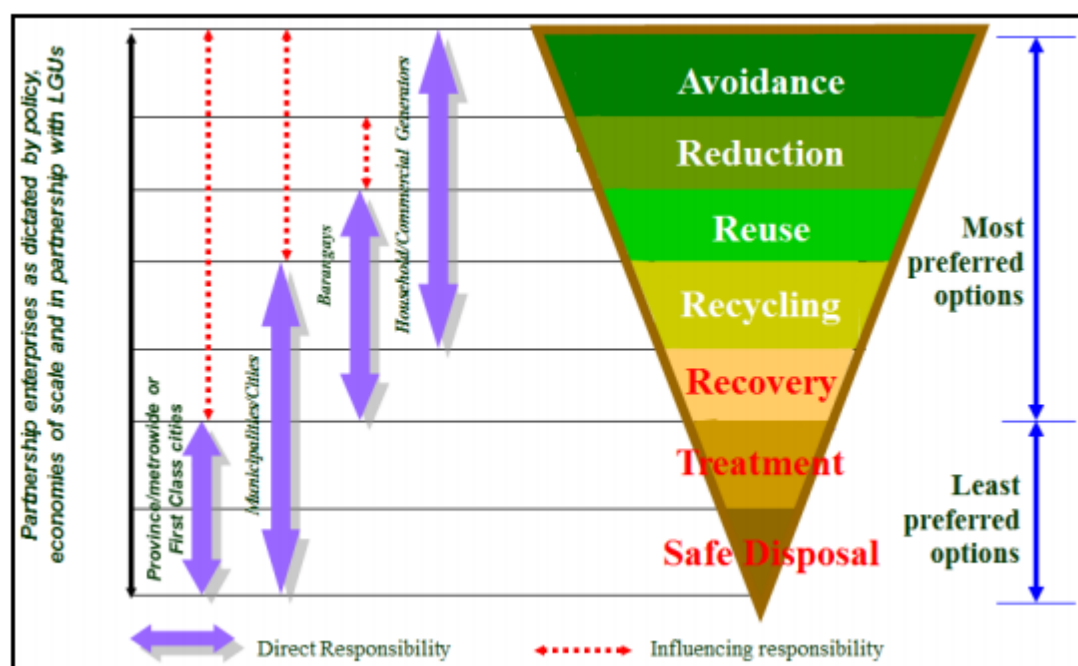 Partnership enterprises as dictated by policy,
economies of scale and in partnership with LGUs
Province/metrowide or
First Class cities
Municipalities/Cities
Barangays
Household/Commercial Generators
Avoidance
Reduction
Reuse
Recycling
Recovery
Treatment
Safe Disposal
Most
preferred
options
Least
preferred
options
Direct Responsibility
Influencing responsibility